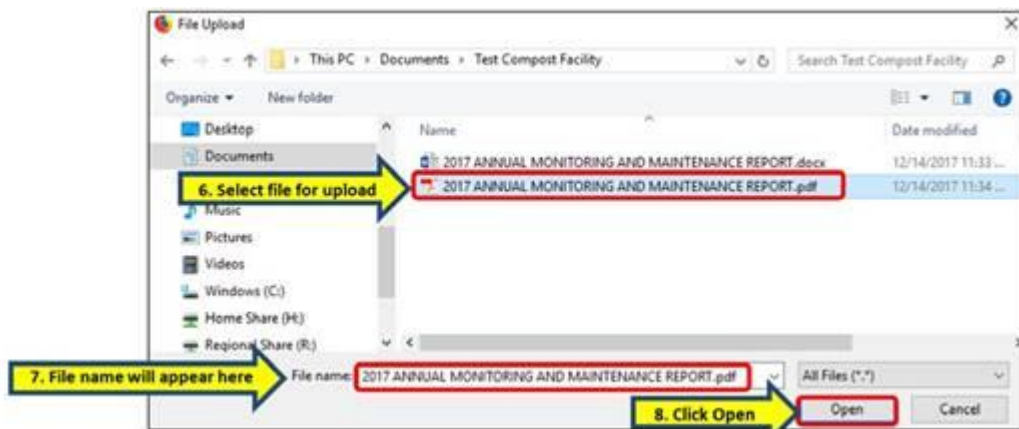 File Upload
This PC › Documents › Test Compost Facility
Search Test Compost Facility
Organize
New folder
Desktop
Name
Date modified
Documents
2017 ANNUAL MONITORING AND MAINTENANCE REPORT.docx
12/14/2017 11:33 ...
6. Select file for upload
2017 ANNUAL MONITORING AND MAINTENANCE REPORT.pdf
12/14/2017 11:34 ...
Music
Pictures
Videos
Windows (C:)
Home Share (H:)
Regional Share (R:)
7. File name will appear here
File name:
2017 ANNUAL MONITORING AND MAINTENANCE REPORT.pdf
All Files (*.*)
8. Click Open
Open
Cancel